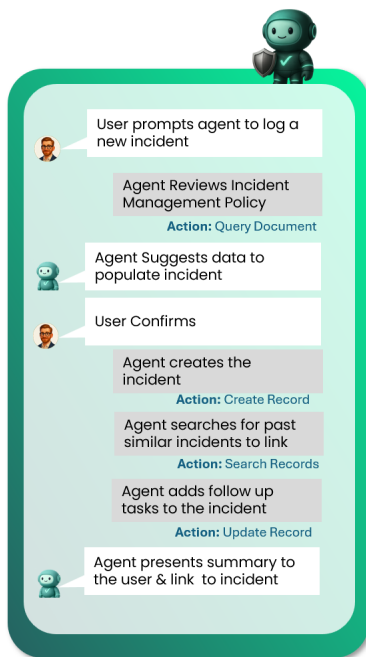 User prompts agent to log a
new incident
Agent Reviews Incident
Management Policy
Action: Query Document
Agent Suggests data to
populate incident
User Confirms
Agent creates the
incident
Action: Create Record
Agent searches for past
similar incidents to link
Action: Search Records
Agent adds follow up
tasks to the incident
Action: Update Record
Agent presents summary to
the user & link to incident